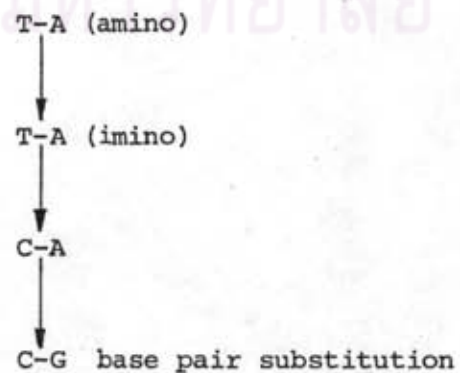 T-A (amino)
T-A (imino)
C-A
C-G base pair substitution